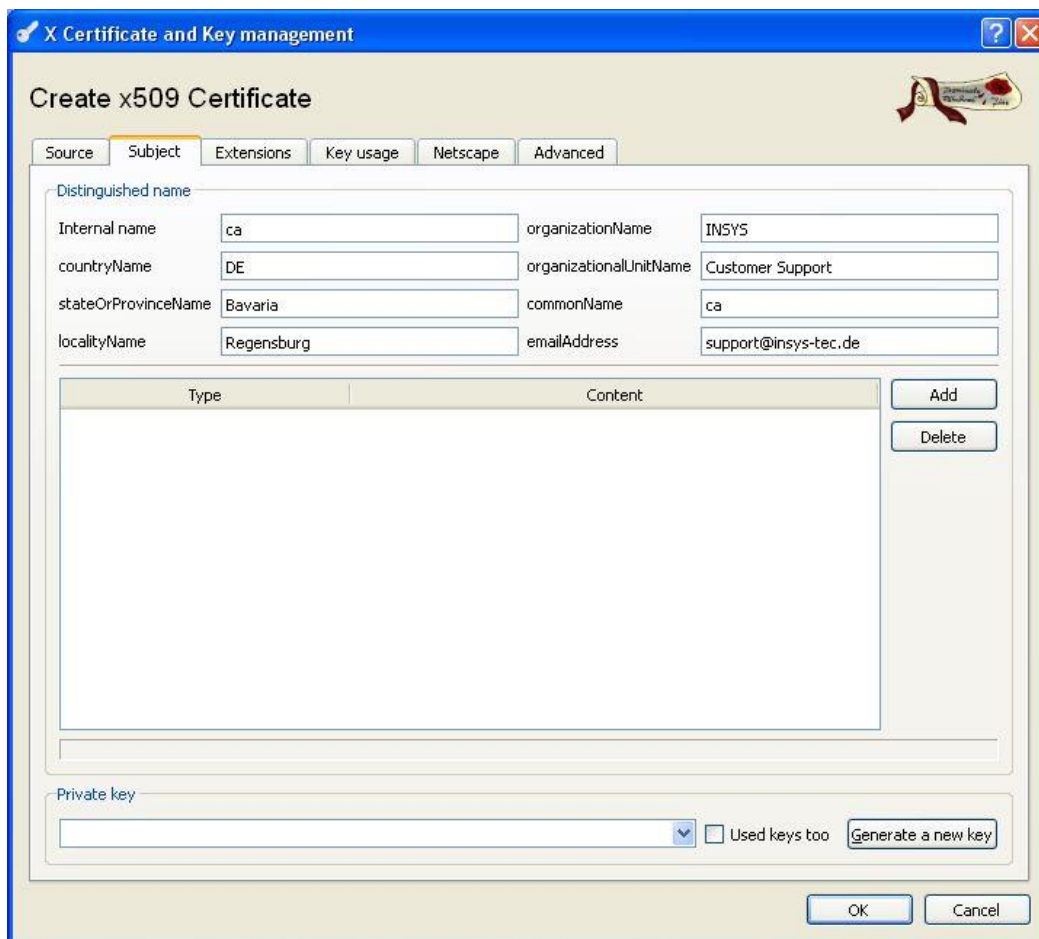 X Certificate and Key management
Create x509 Certificate
Source Subject Extensions Key usage Netscape Advanced
Distinguished name
Internal name ca organizationName INSYS
countryName DE organizationalUnitName Customer Support
stateOrProvinceName Bavaria commonName ca
localityName Regensburg emailAddress support@insys-tec.de
Type Content Add
Delete
Private key
Used keys too Generate a new key
OK Cancel